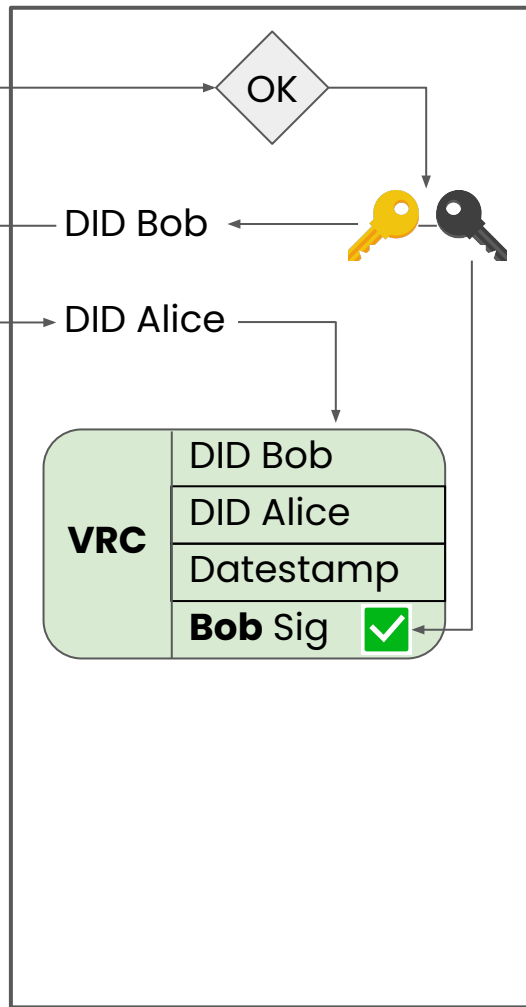 OK
DID Bob
DID Alice
VRC
DID Bob
DID Alice
Datestamp
Bob Sig